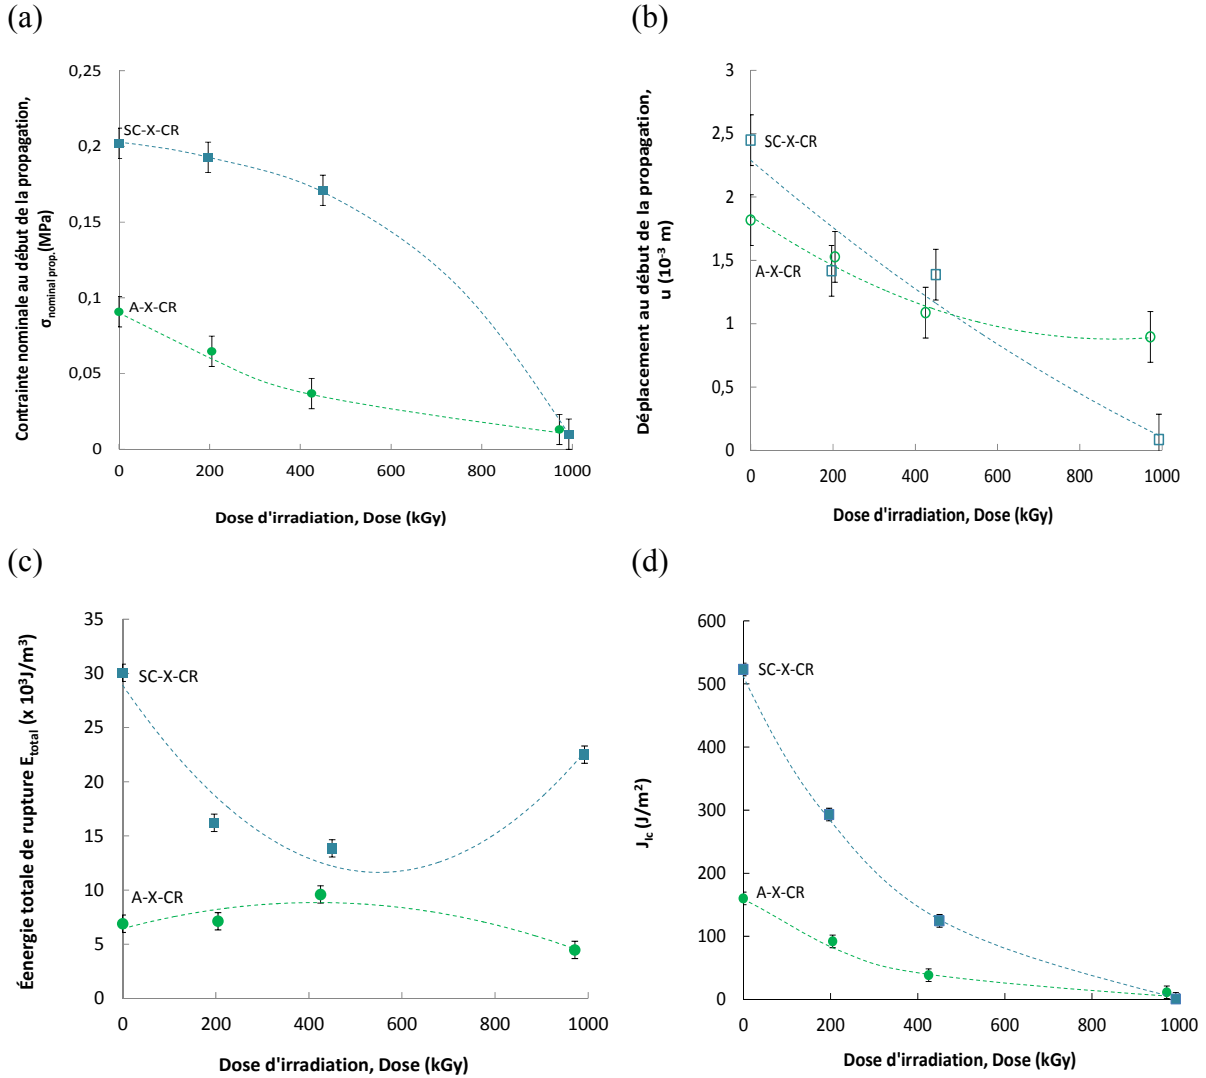 (a)
Contrainte nominale au début de la propagation,
σnominal prop.(MPa)
0,25
0,2
0,15
0,1
0,05
0
SC-X-CR
A-X-CR
0 200 400 600 800 1000
Dose d'irradiation, Dose (kGy)
(b)
Déplacement au début de la propagation,
u (10-3 m)
3
2,5
2
1,5
1
0,5
0
SC-X-CR
A-X-CR
0 200 400 600 800 1000
Dose d'irradiation, Dose (kGy)
(c)
Éenergie totale de rupture Etotal (x 10³J/m³)
35
30
25
20
15
10
5
0
SC-X-CR
A-X-CR
0 200 400 600 800 1000
Dose d'irradiation, Dose (kGy)
(d)
JIc (J/m²)
600
500
400
300
200
100
0
SC-X-CR
A-X-CR
0 200 400 600 800 1000
Dose d'irradiation, Dose (kGy)